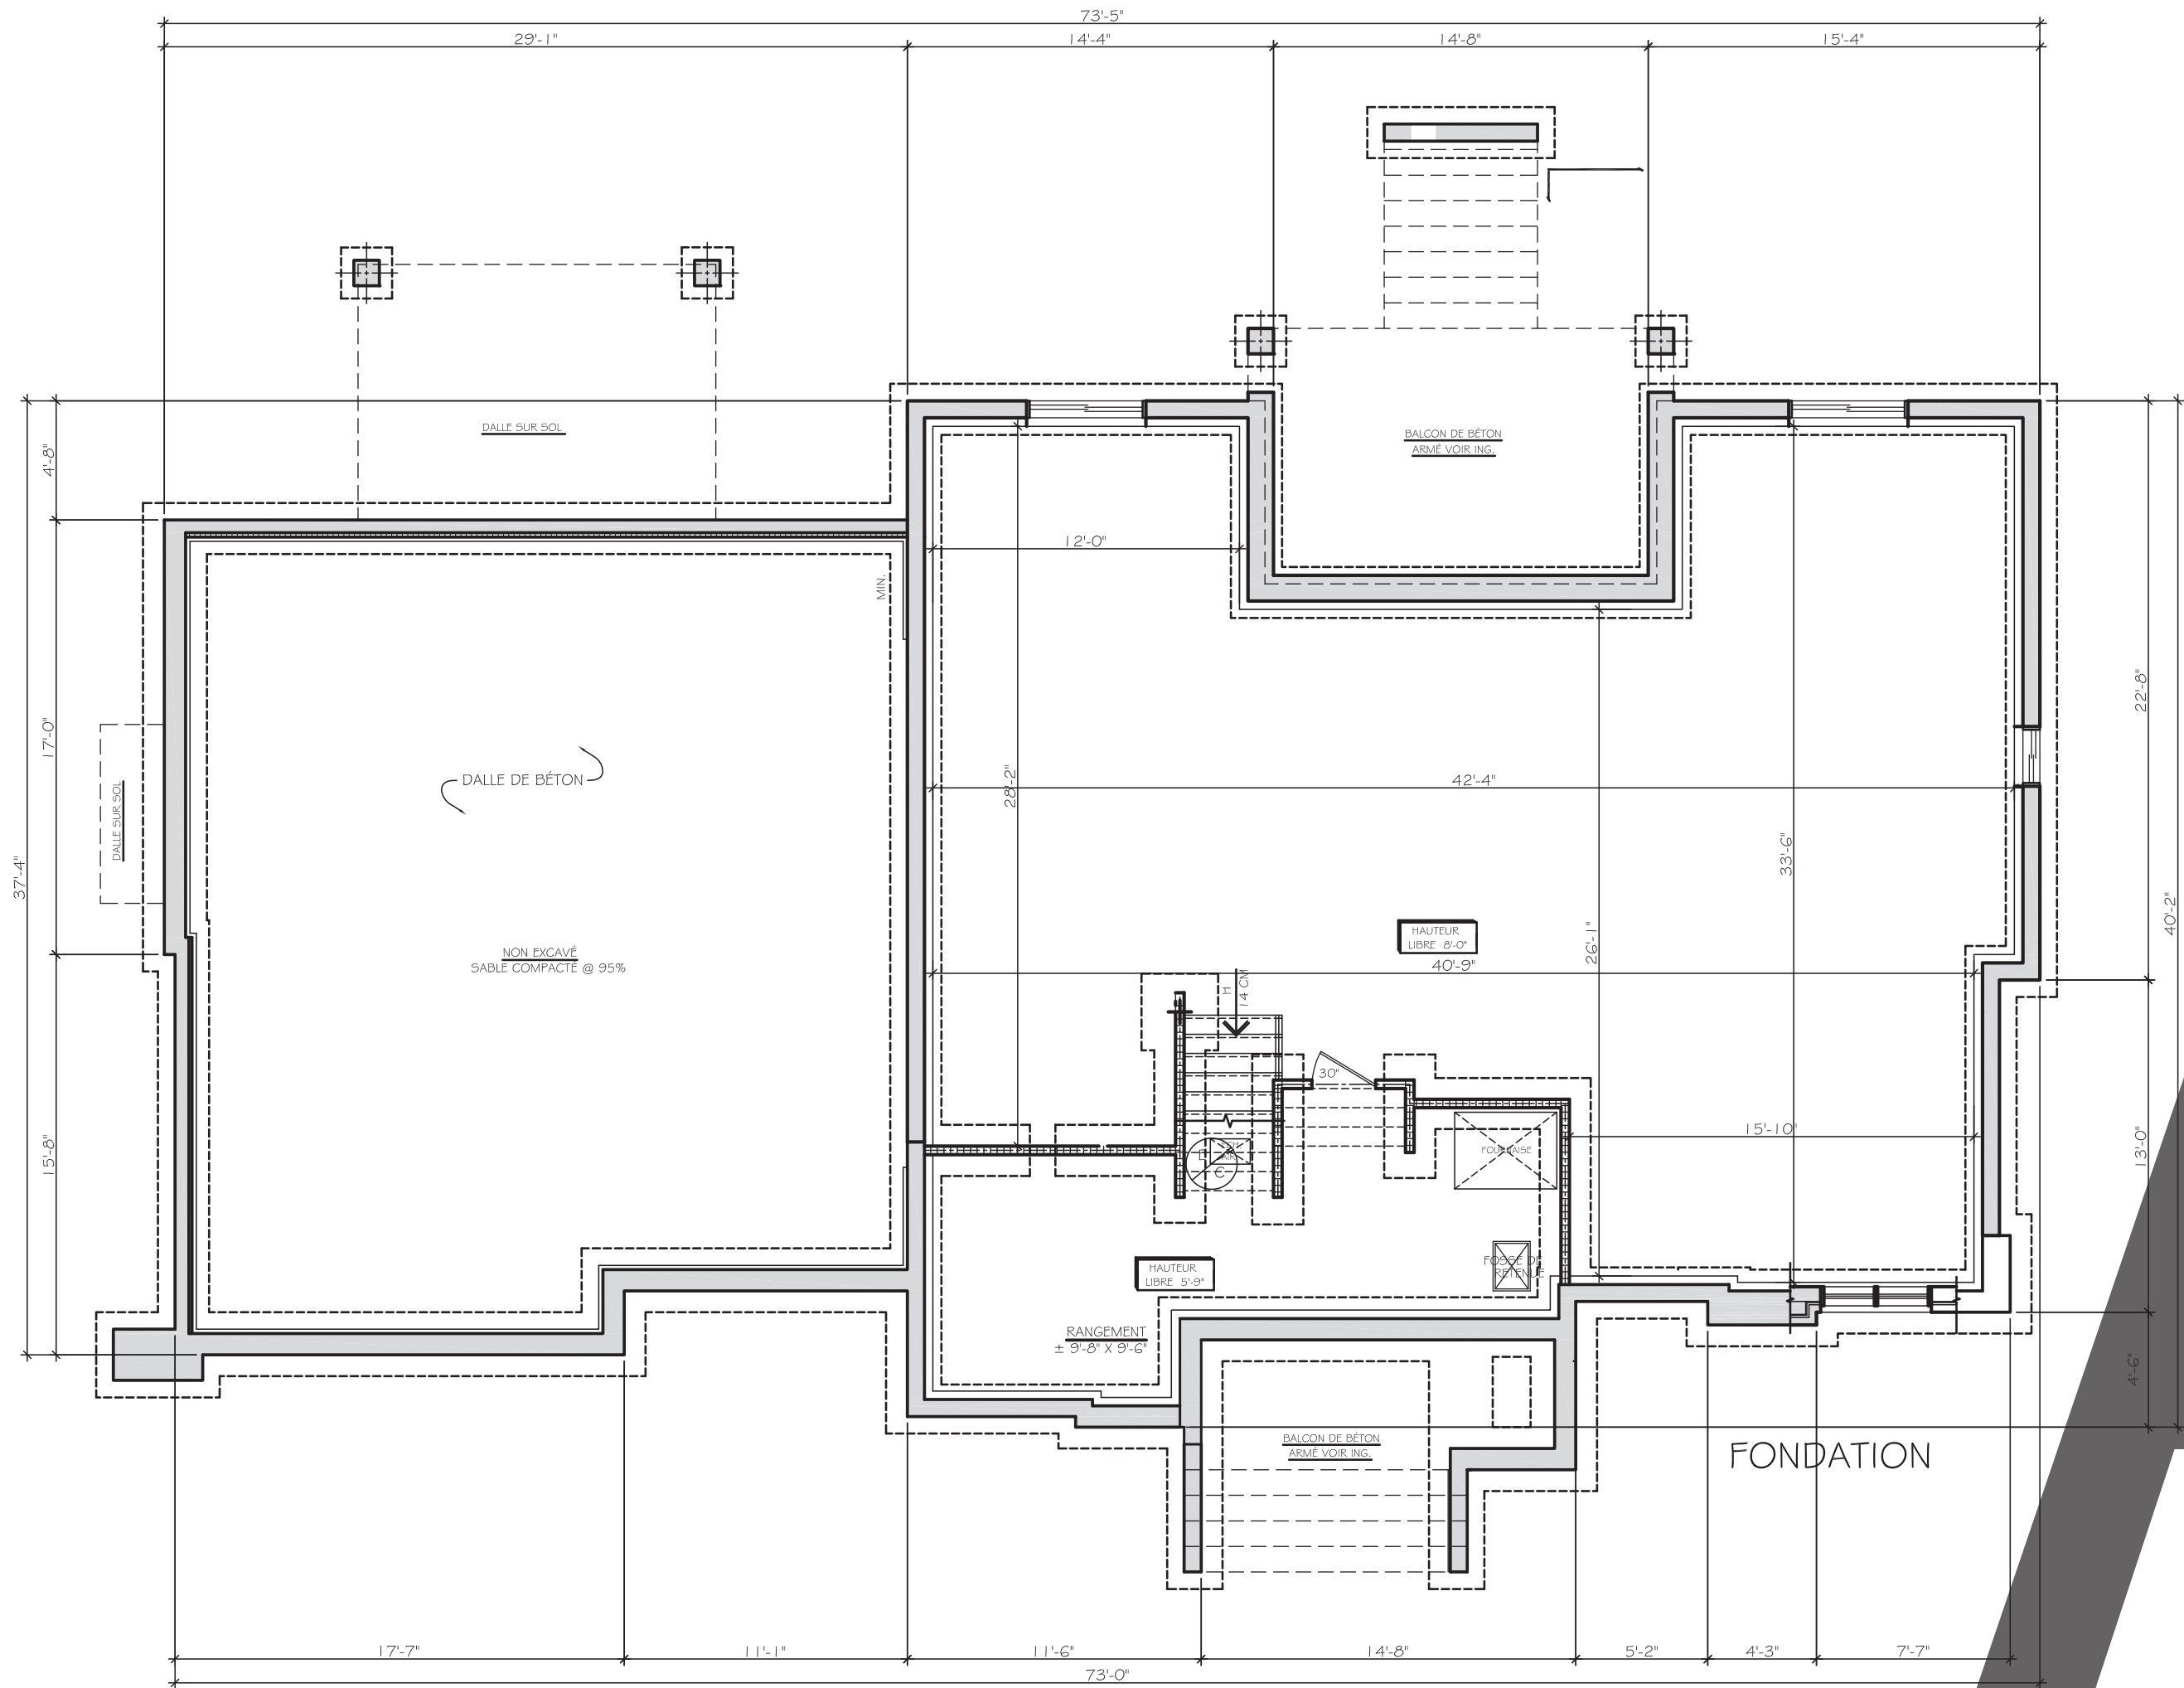 73'-5"
29'-1"
14'-4"
14'-8"
15'-4"
DALLE SUR SOL
BALCON DE BÉTON
ARMÉ VOIR ING.
4'-8"
12'-0"
MIN.
22'-8"
17'-0"
DALLE DE BÉTON
28'-2"
42'-4"
DALLE SUR SOL
33'-6"
37'-4"
40'-2"
HAUTEUR
LIBRE 8'-0"
26'-1"
NON EXCAVÉ
SABLE COMPACTÉ @ 95%
40'-9"
H
14 CM
30"
15'-8"
15'-10"
13'-0"
C
FOURNAISE
FOSSE DE
RETENUE
HAUTEUR
LIBRE 5'-9"
RANGEMENT
± 9'-8" X 9'-6"
4'-6"
BALCON DE BÉTON
ARMÉ VOIR ING.
FONDATION
17'-7"
11'-1"
11'-6"
14'-8"
5'-2"
4'-3"
7'-7"
73'-0"